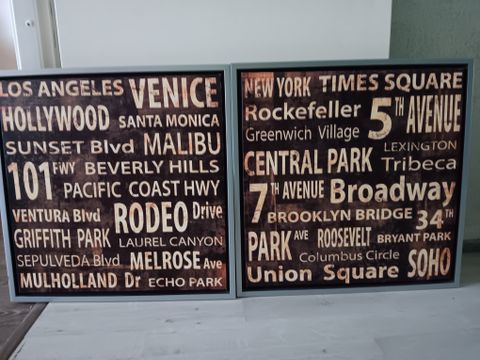 LOS ANGELES VENICE
HOLLYWOOD SANTA MONICA
SUNSET Blvd MALIBU
101 FWY BEVERLY HILLS
PACIFIC COAST HWY
VENTURA Blvd RODEO Drive
GRIFFITH PARK LAUREL CANYON
SEPULVEDA Blvd MELROSE Ave
MULHOLLAND Dr ECHO PARK
NEW YORK TIMES SQUARE
Rockefeller 5TH AVENUE
Greenwich Village LEXINGTON
CENTRAL PARK Tribeca
7TH AVENUE Broadway
BROOKLYN BRIDGE 34TH
PARK AVE ROOSEVELT BRYANT PARK
Columbus Circle
Union Square SOHO